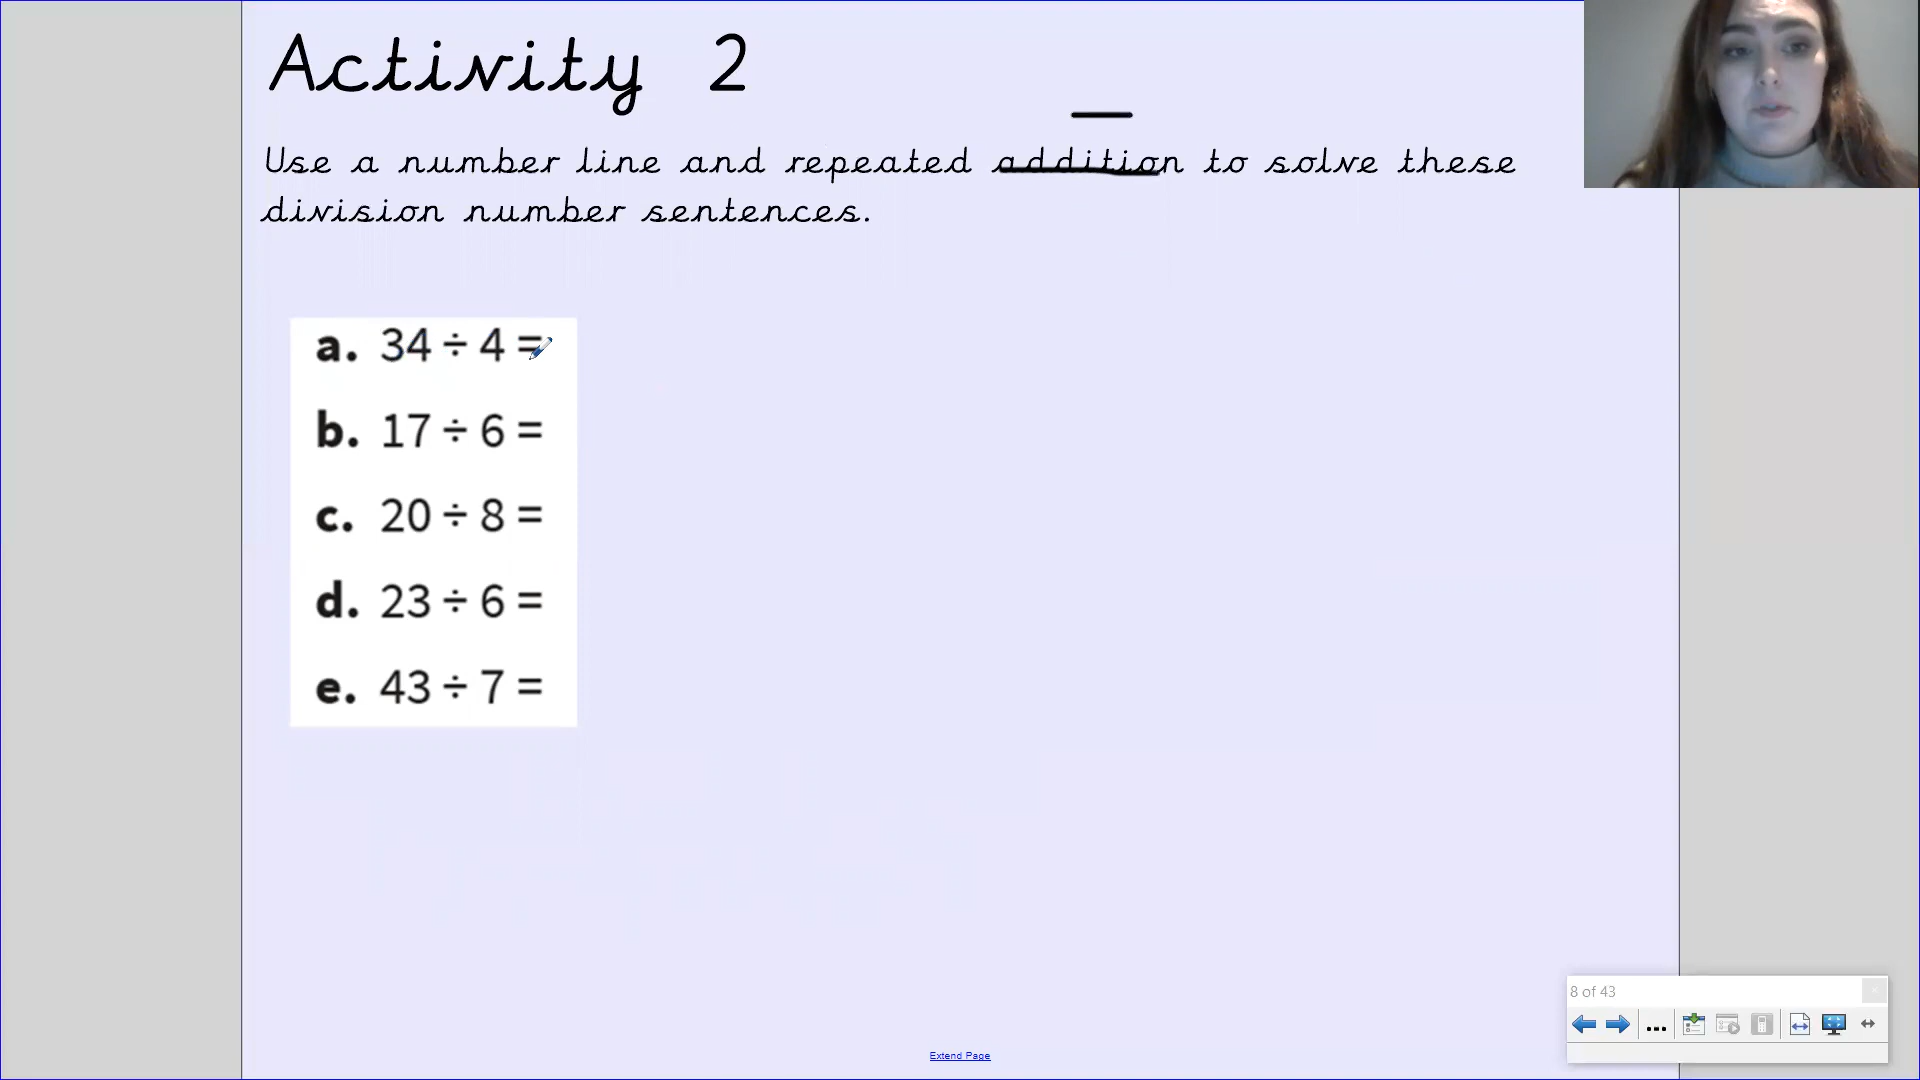 Activity 2
Use a number line and repeated addition to solve these
division number sentences.
a. 34 ÷ 4 =
b. 17 ÷ 6 =
c. 20 ÷ 8 =
d. 23 ÷ 6 =
e. 43 ÷ 7 =
8 of 43
...
Extend Page